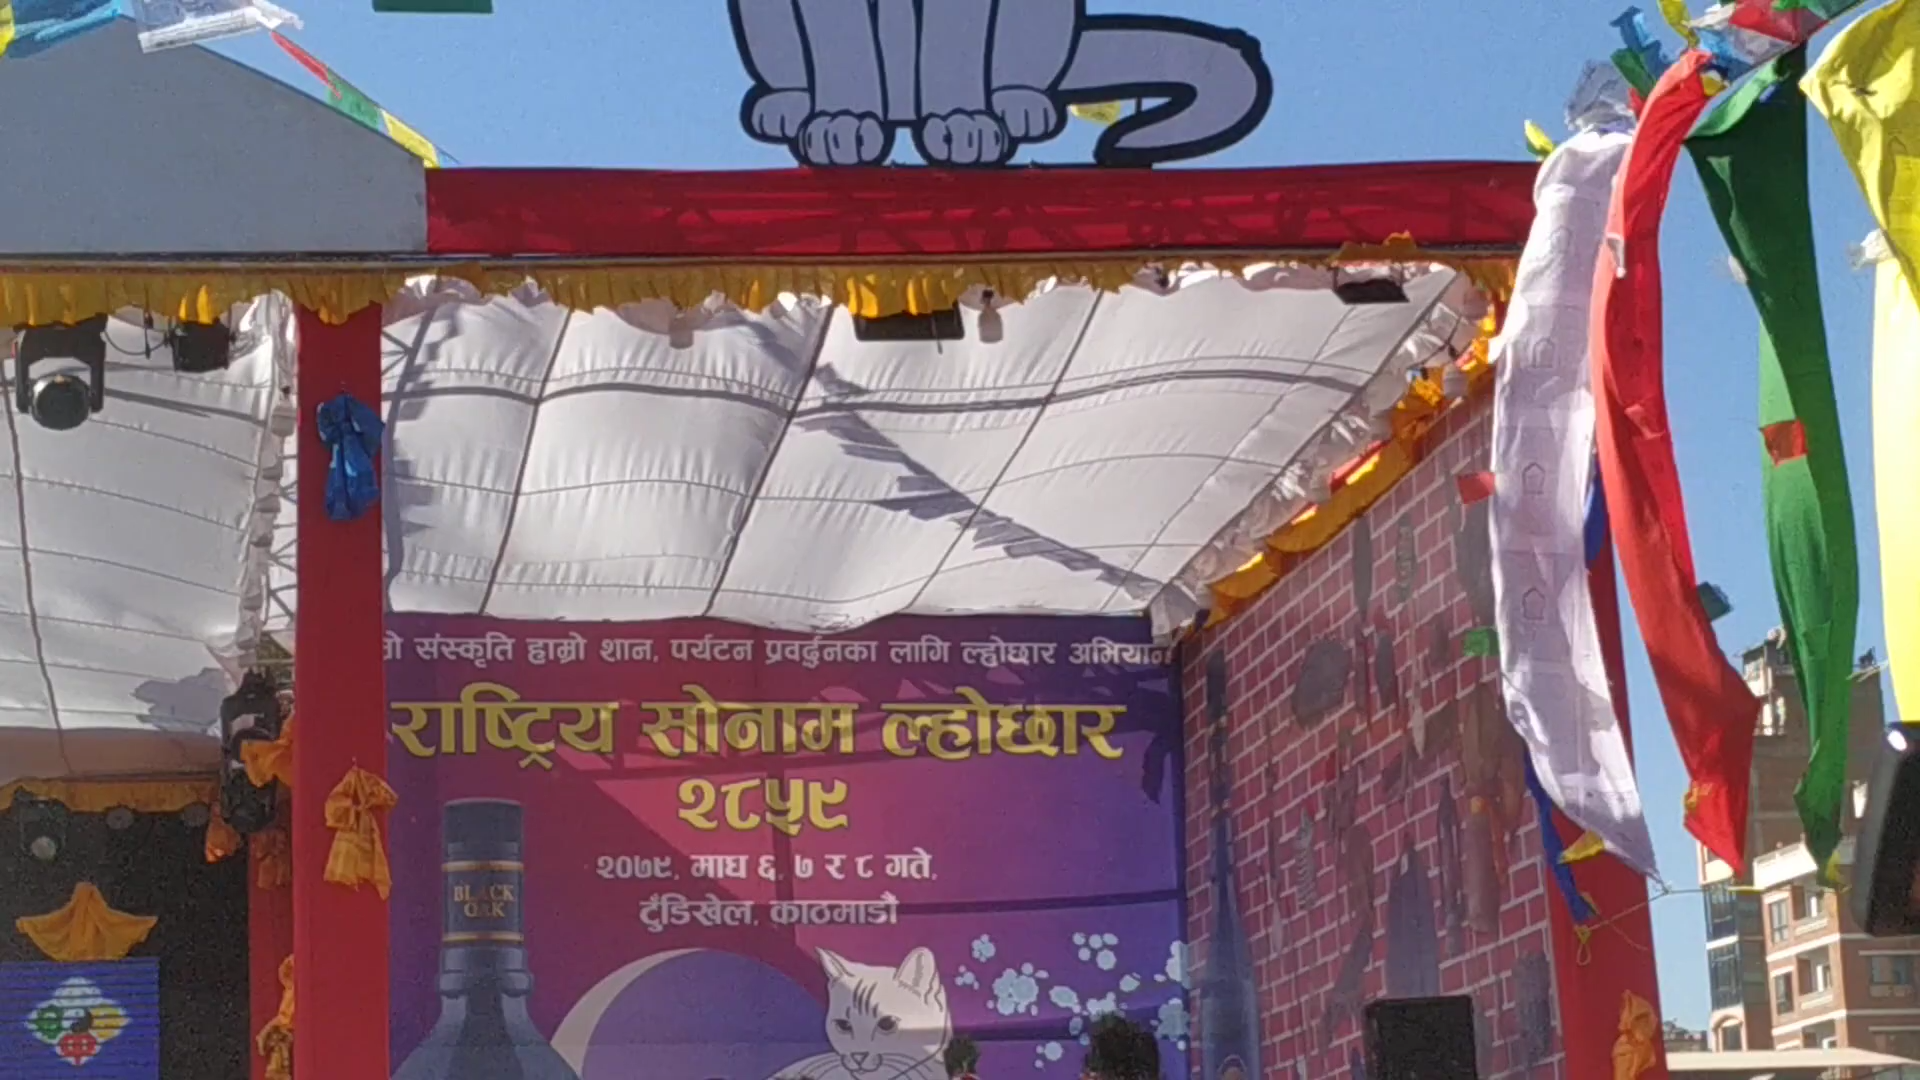 संस्कृति हाम्रो शान, पर्यटन प्रवर्द्धनका लागि ल्होछार अभियान
राष्ट्रिय सोनाम ल्होछार
२८५९
२०७९, माघ ६, ७ र ८ गते,
टुँडिखेल, काठमाडौं
BLACK
OAK